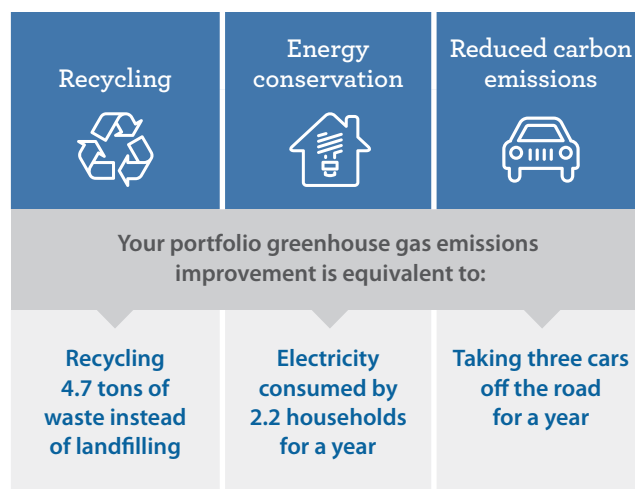 Recycling
Energy
conservation
Reduced carbon
emissions
Your portfolio greenhouse gas emissions
improvement is equivalent to:
Recycling
4.7 tons of
waste instead
of landfilling
Electricity
consumed by
2.2 households
for a year
Taking three cars
off the road
for a year